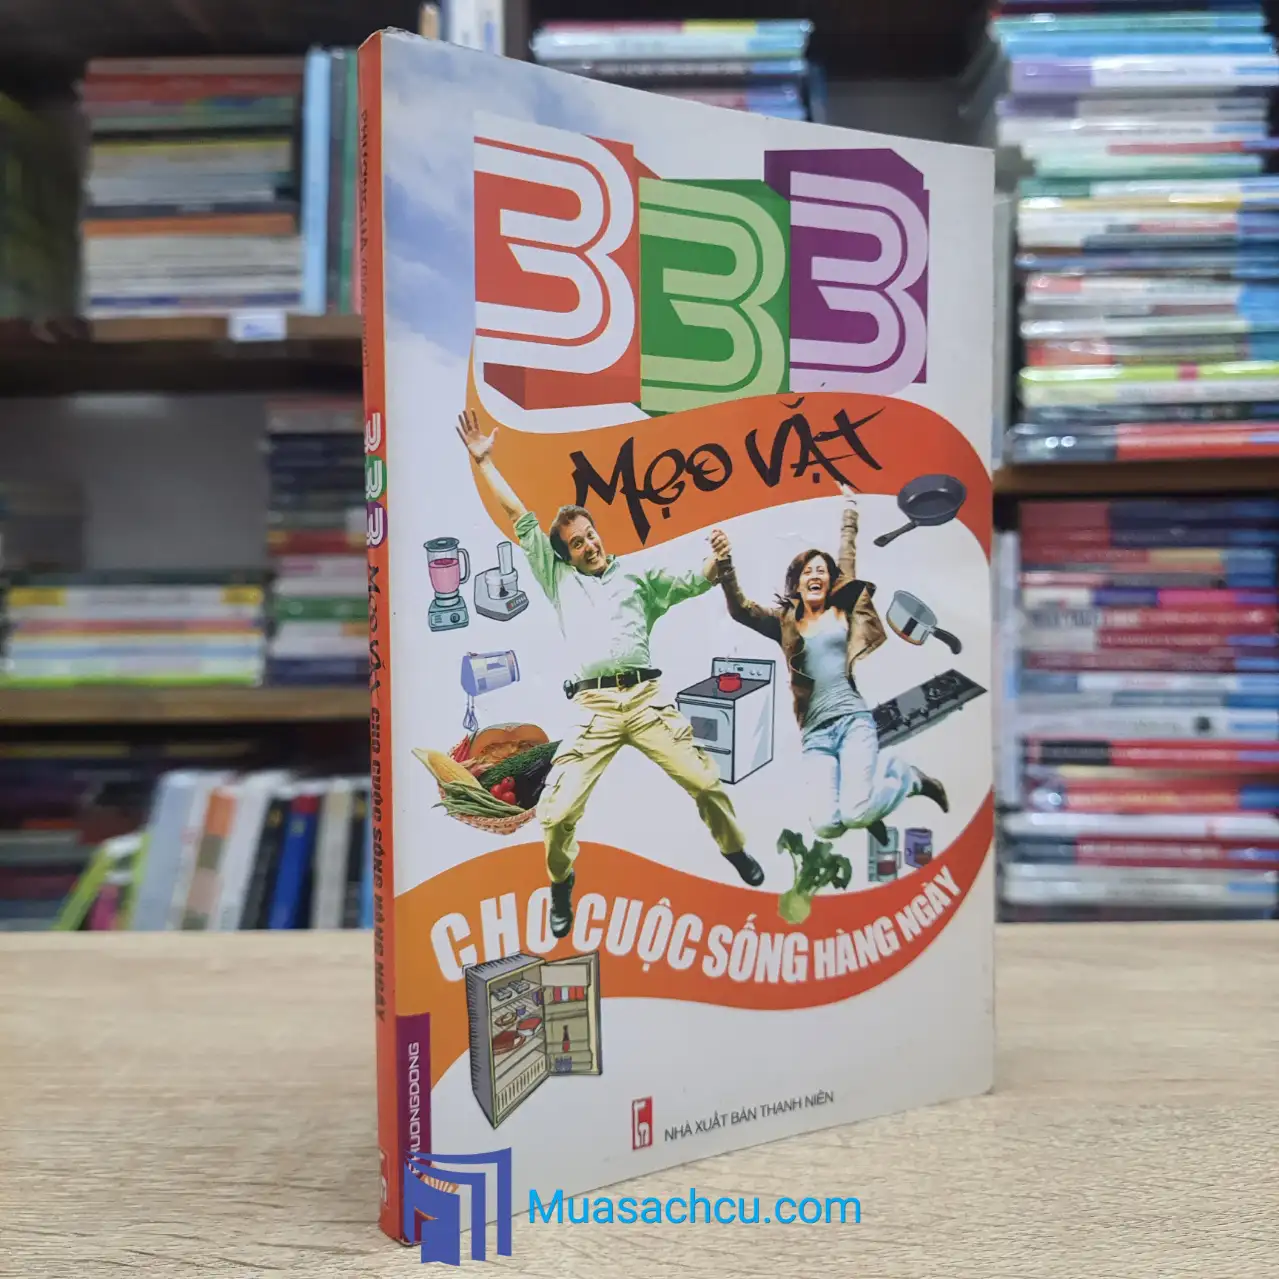 333
MẸO VẶT
CHO CUỘC SỐNG HÀNG NGÀY
NHÀ XUẤT BẢN THANH NIÊN
333 MẸO VẶT CHO CUỘC SỐNG HÀNG NGÀY
HUONGDONG
Muasachcu.com